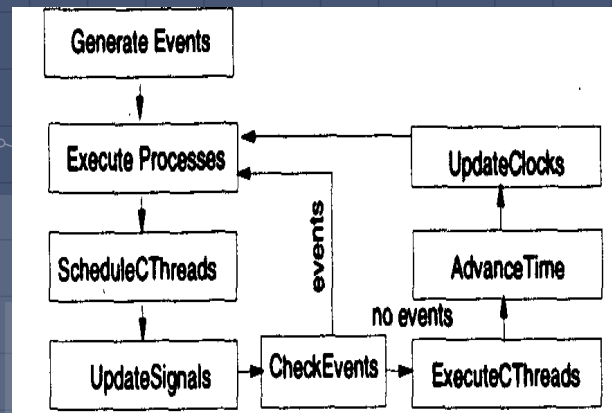 Generate Events
Execute Processes
UpdateClocks
events
ScheduleCThreads
AdvanceTime
no events
UpdateSignals
CheckEvents
ExecuteCThreads